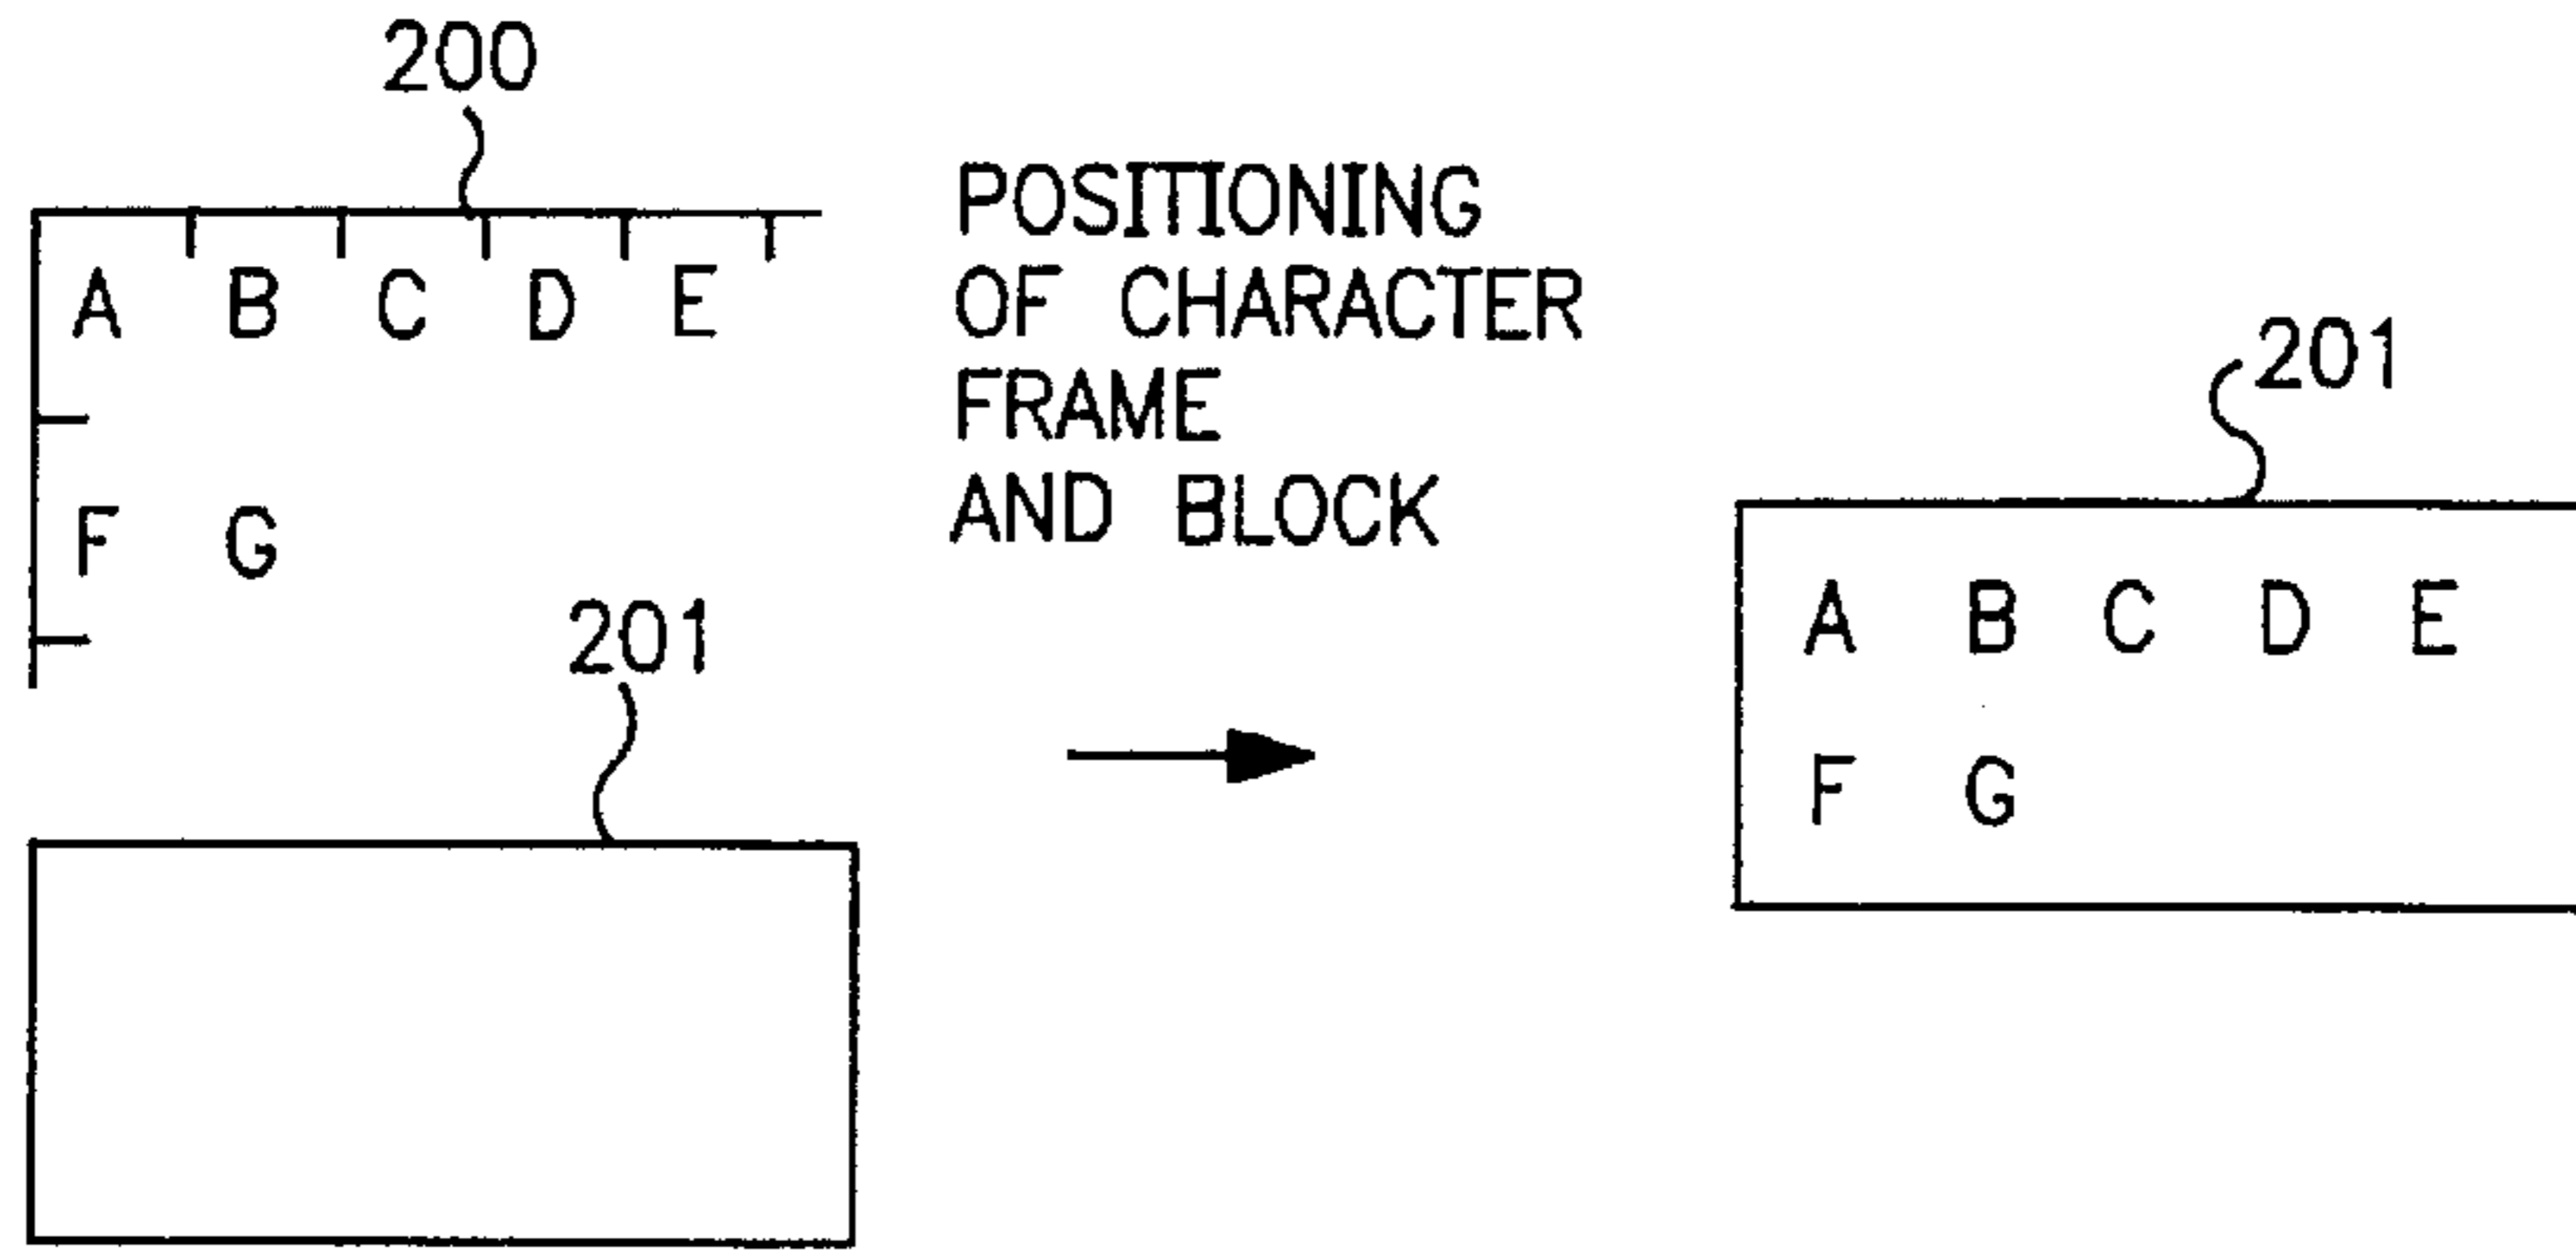 200
A B C D E
F G
201
POSITIONING
OF CHARACTER
FRAME
AND BLOCK
201
A B C D E
F G